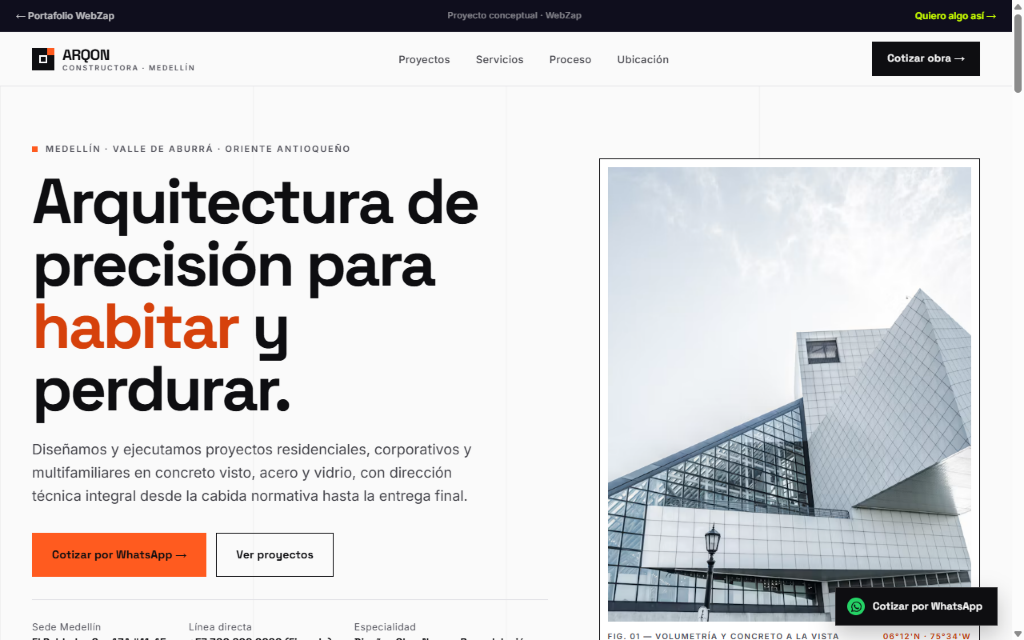 ← Portafolio WebZap
Proyecto conceptual · WebZap
Quiero algo así →
ARQON
CONSTRUCTORA · MEDELLÍN
Proyectos
Servicios
Proceso
Ubicación
Cotizar obra →
MEDELLÍN · VALLE DE ABURRÁ · ORIENTE ANTIOQUEÑO
Arquitectura de
precisión para
habitar y
perdurar.
Diseñamos y ejecutamos proyectos residenciales, corporativos y
multifamiliares en concreto visto, acero y vidrio, con dirección
técnica integral desde la cabida normativa hasta la entrega final.
Cotizar por WhatsApp →
Ver proyectos
Sede Medellín
Línea directa
Especialidad
FIG. 01 — VOLUMETRÍA Y CONCRETO A LA VISTA
06°12'N · 75°34'W
Cotizar por WhatsApp